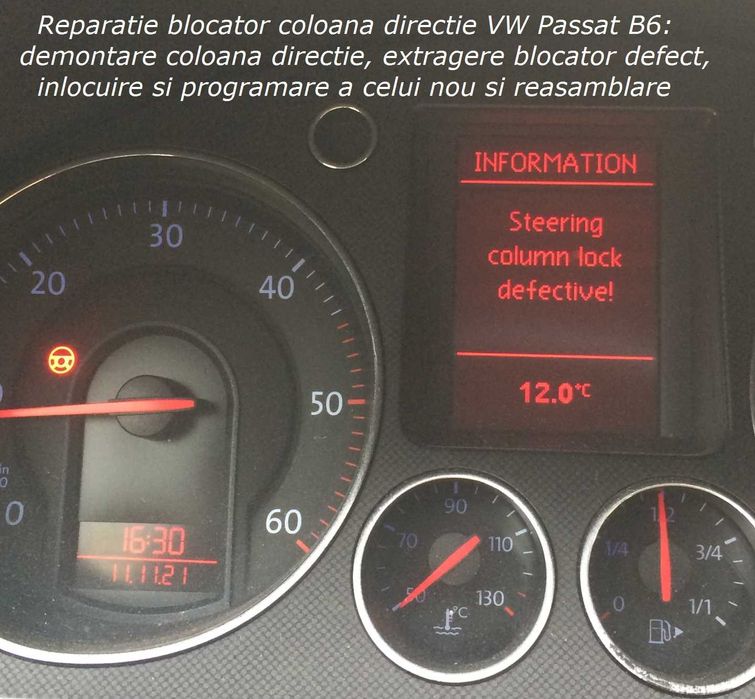 Reparatie blocator coloana directie VW Passat B6:
demontare coloana directie, extragere blocator defect,
inlocuire si programare a celui nou si reasamblare
INFORMATION
Steering
column lock
defective!
12.0°C
20
30
40
50
60
0
16:30
11.11.21
50
70
90
110
130
°C
0
1/4
1/2
3/4
1/1